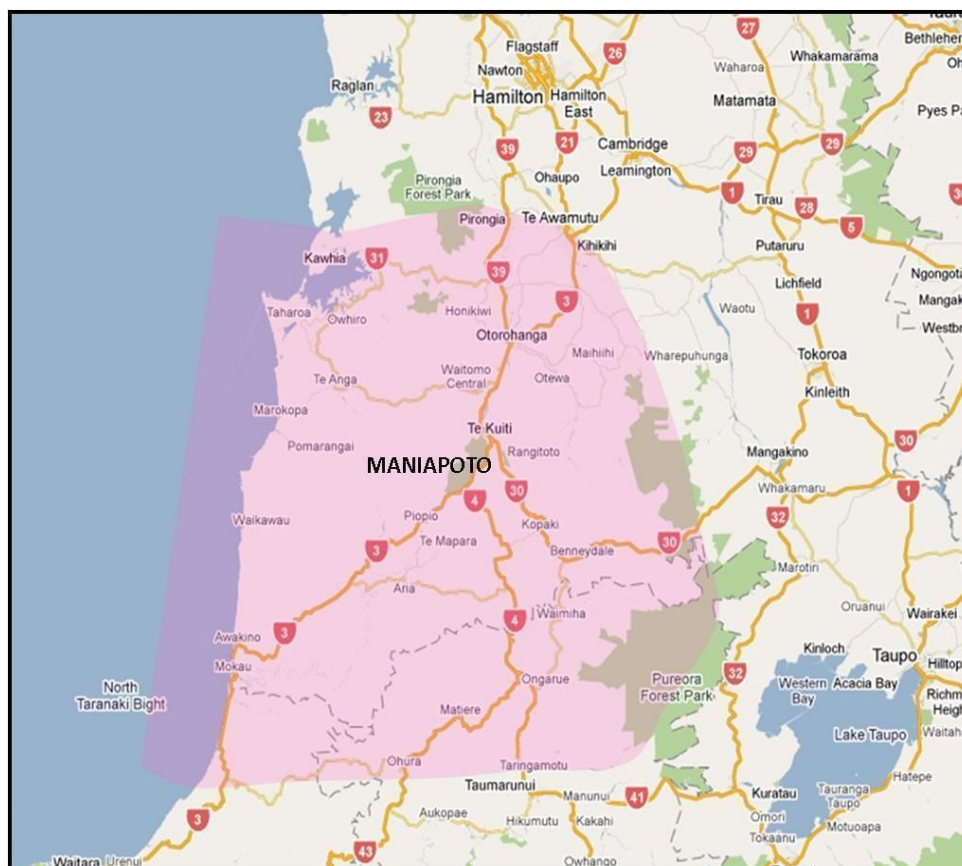 27
Flagstaff
26
Whakamarama
Bethlehem
Waharoa
Nawton
Raglan
Hamilton
Hamilton
East
Matamata
23
39
21
Cambridge
29
29
Pirongia
Forest Park
Ohaupo
Leamington
1
Tirau
28
Pirongia
Te Awamutu
5
Kihikihi
Putaruru
Kawhia
31
39
Lichfield
3
Waotu
Taharoa
Owhiro
Honikiwi
1
Otorohanga
Maihiihi
Wharepuhunga
Tokoroa
Te Anga
Waitomo
Central
Otewa
Kinleith
Marokopa
Te Kuiti
Pomarangai
Rangitoto
30
MANIAPOTO
Mangakino
30
Whakamaru
1
4
Waikawau
Piopio
Kopaki
32
Te Mapara
3
Benneydale
30
Marotiri
Aria
Waimiha
Oruanui
Wairakei
4
3
Awakino
Kinloch
Taupo
Mokau
Hilltop
North
Taranaki Bight
Ongarue
Pureora
Forest Park
32
Western
Bay
Acacia Bay
Matiere
Lake Taupo
Ohura
Taringamotu
Hatepe
Taumarunui
Manunui
41
Kuratau
Tauranga
Taupo
3
Aukopae
Hikumutu
Kakahi
Omori
Motuoapa
Tokaanu
43
Owhango
Waitara
Urenui